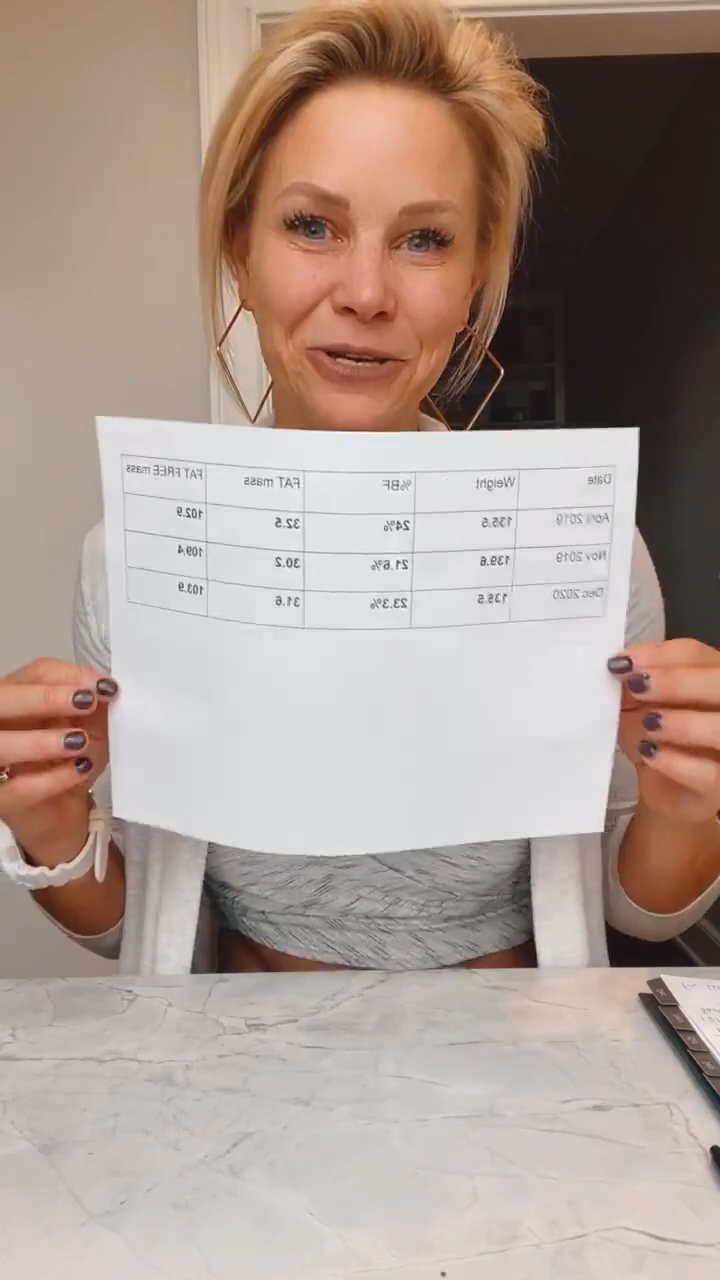 Date Weight %BF FAT mass FAT FREE mass
April 2019 135.5 24% 32.5 102.9
Nov 2019 139.6 21.6% 30.2 109.4
Dec 2020 135.5 23.3% 31.6 103.9